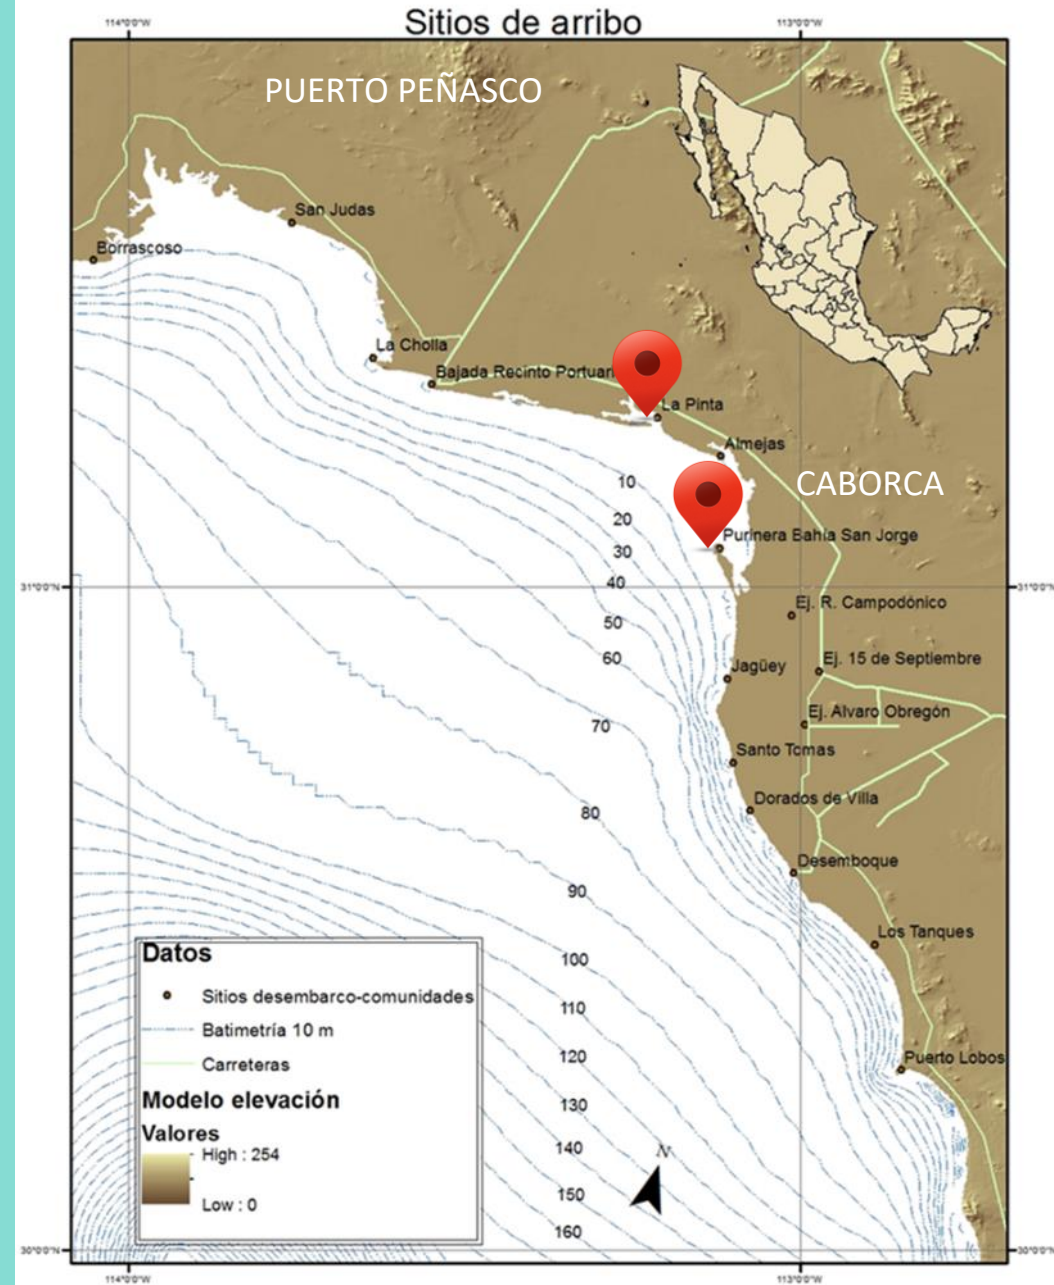 Sitios de arribo
114°0'0"W
113°0'0"W
PUERTO PEÑASCO
San Judas
Borrascoso
La Cholla
Bajada Recinto Portuari
La Pinta
Almejas
CABORCA
10
20
Purinera Bahía San Jorge
30
40
31°0'0"N
31°0'0"N
Ej. R. Campodónico
50
60
Ej. 15 de Septiembre
Jagüey
70
Ej. Alvaro Obregón
Santo Tomas
Dorados de Villa
80
Desemboque
90
Los Tanques
100
110
120
Puerto Lobos
130
140
150
160
Datos
Sitios desembarco-comunidades
Batimetría 10 m
Carreteras
Modelo elevación
Valores
High : 254
Low : 0
N
30°0'0"N
30°0'0"N
114°0'0"W
113°0'0"W